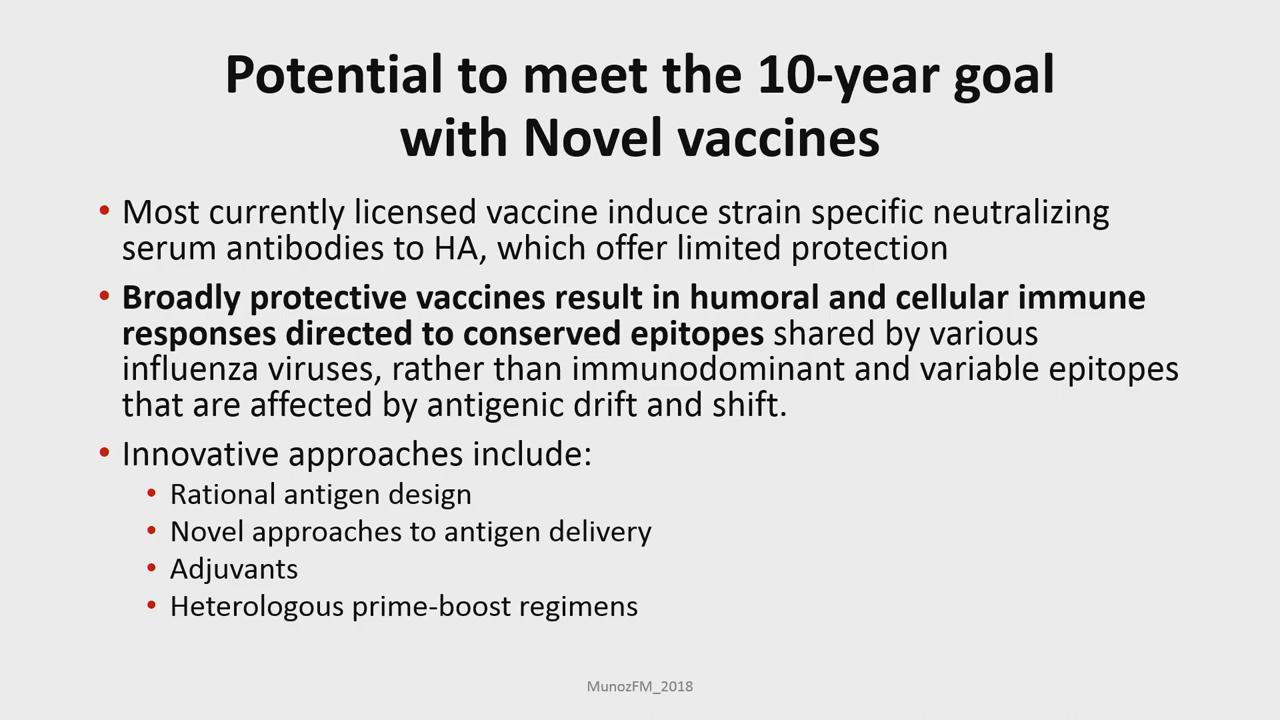 Potential to meet the 10-year goal
with Novel vaccines
• Most currently licensed vaccine induce strain specific neutralizing
serum antibodies to HA, which offer limited protection
• Broadly protective vaccines result in humoral and cellular immune
responses directed to conserved epitopes shared by various
influenza viruses, rather than immunodominant and variable epitopes
that are affected by antigenic drift and shift.
• Innovative approaches include:
• Rational antigen design
• Novel approaches to antigen delivery
• Adjuvants
• Heterologous prime-boost regimens
MunozFM_2018